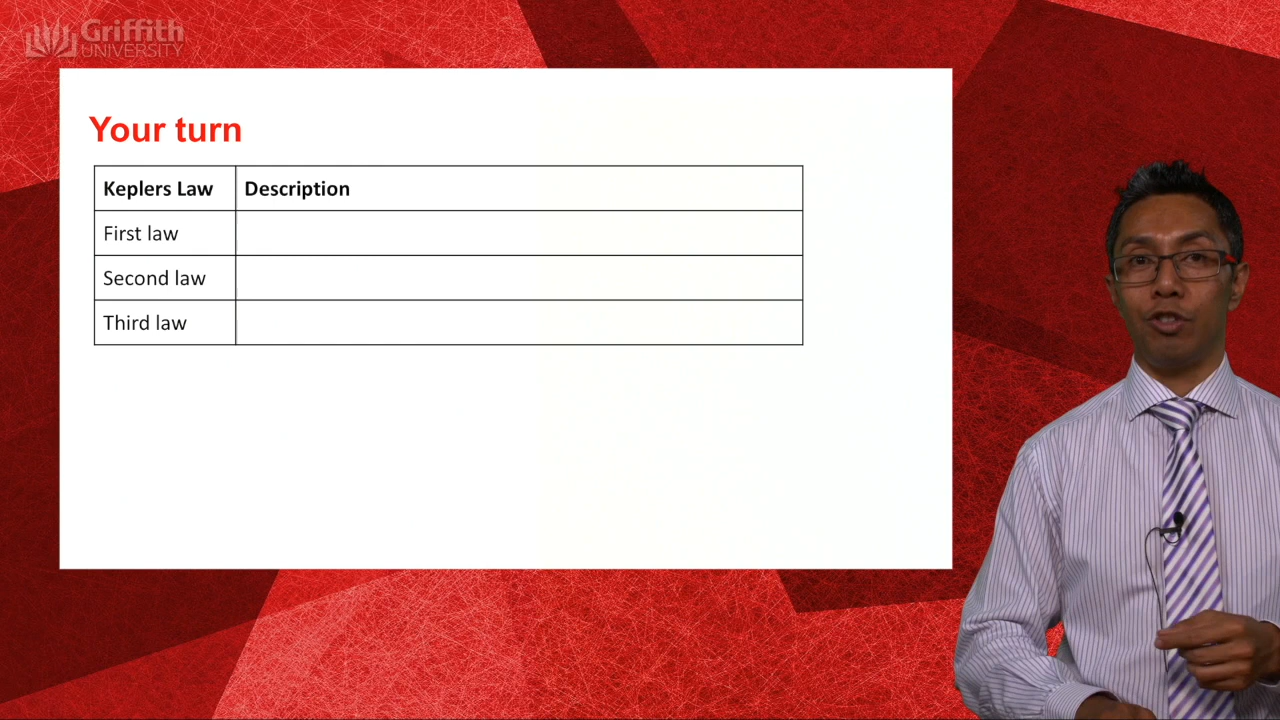 Griffith
UNIVERSITY
Your turn
Keplers Law Description
First law
Second law
Third law